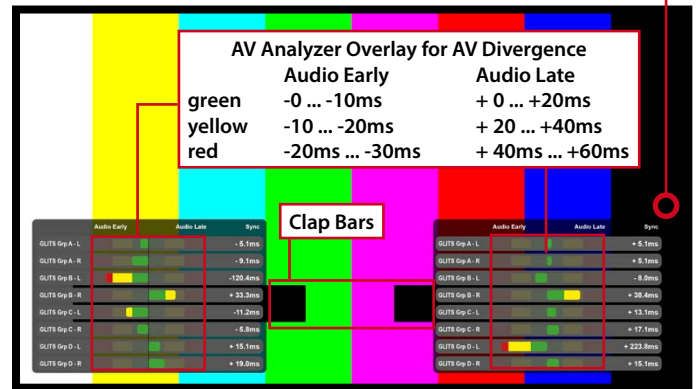 AV Analyzer Overlay for AV Divergence
Audio Early Audio Late
green -0 ... -10ms + 0 ... +20ms
yellow -10 ... -20ms + 20 ... +40ms
red -20ms ... -30ms + 40ms ... +60ms
Clap Bars
Audio Early Audio Late Sync
GLITS Grp A - L - 5.1ms
GLITS Grp A - R - 9.1ms
GLITS Grp B - L -120.4ms
GLITS Grp B - R + 33.3ms
GLITS Grp C - L -11.2ms
GLITS Grp C - R - 5.8ms
GLITS Grp D - L + 15.1ms
GLITS Grp D - R + 19.0ms
Audio Early Audio Late Sync
GLITS Grp A - L + 5.1ms
GLITS Grp A - R + 5.1ms
GLITS Grp B - L - 8.0ms
GLITS Grp B - R + 38.4ms
GLITS Grp C - L + 13.1ms
GLITS Grp C - R + 17.1ms
GLITS Grp D - L + 223.8ms
GLITS Grp D - R + 15.1ms